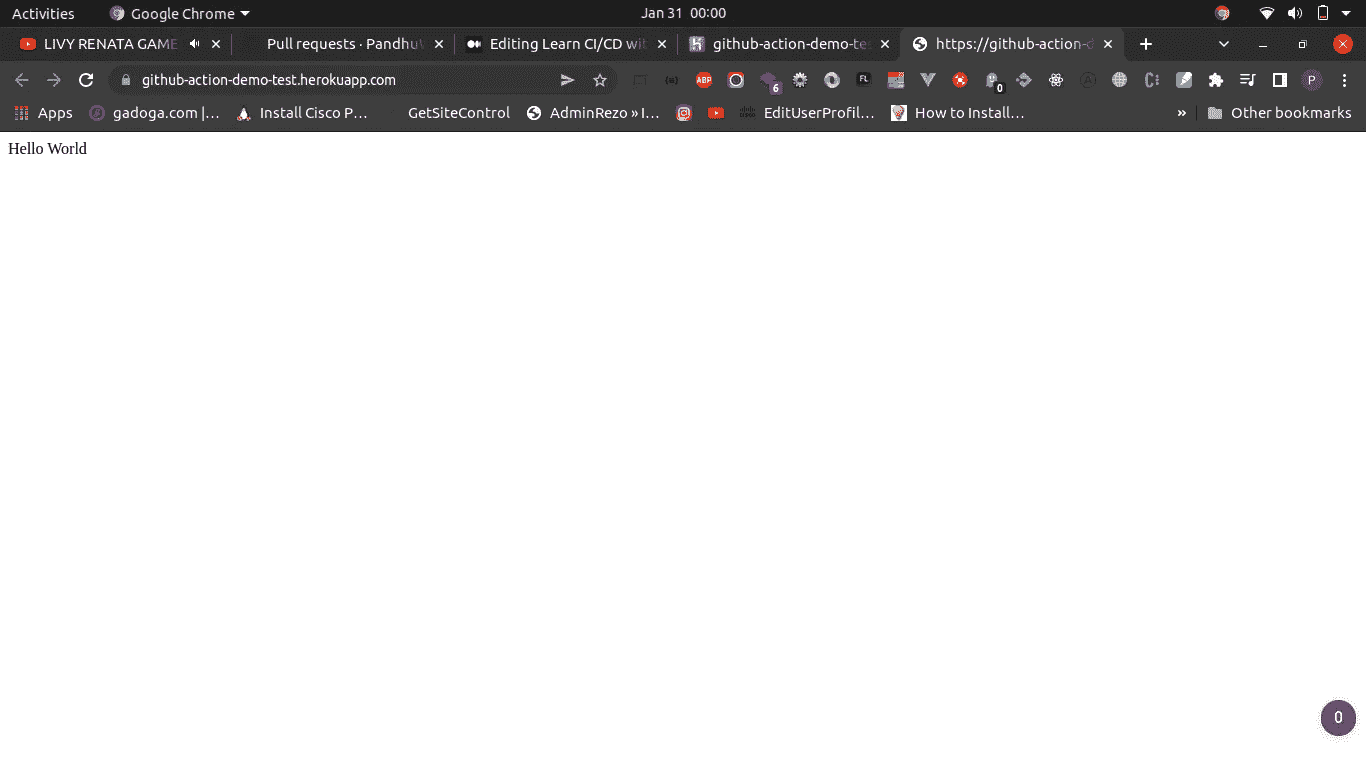 Activities Google Chrome Jan 31 00:00
LIVY RENATA GAME Pull requests · Pandhu Editing Learn CI/CD wit github-action-demo-te https://github-action-d
github-action-demo-test.herokuapp.com ABP 6 FL 0 P
Apps gadoga.com |... Install Cisco P... GetSiteControl AdminRezo » I... EditUserProfil... How to Install... » Other bookmarks
Hello World
0